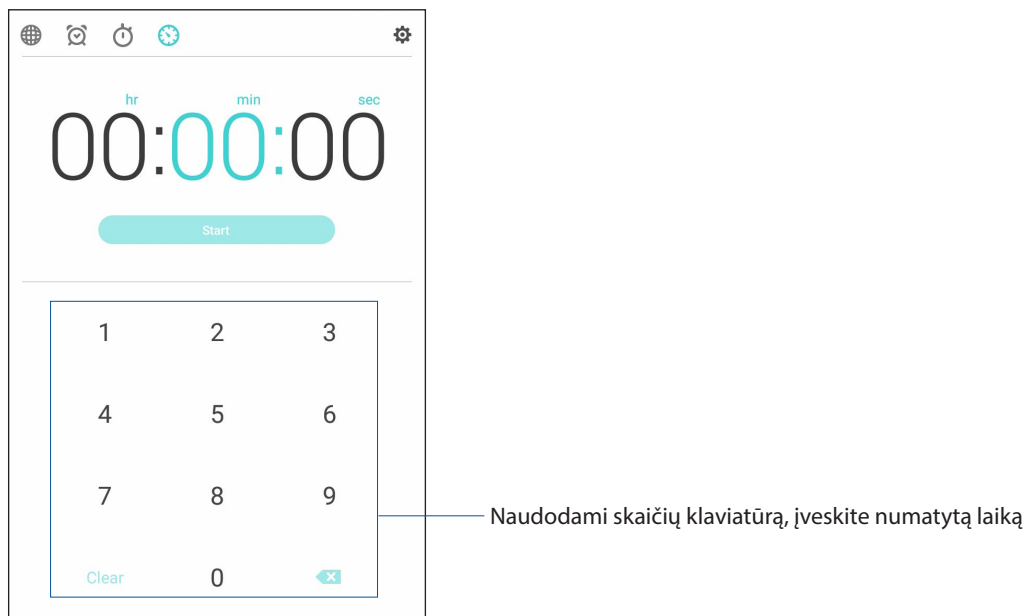 hr min sec
00:00:00
Start
1 2 3
4 5 6
7 8 9
Naudodami skaičių klaviatūrą, įveskite numatytą laiką
Clear 0